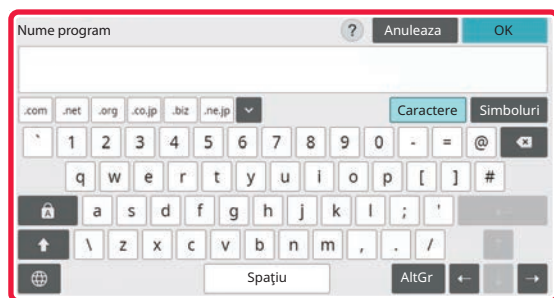 Nume program ? Anuleaza OK
.com .net .org .co.jp .biz .ne.jp Caractere Simboluri
` 1 2 3 4 5 6 7 8 9 0 - = @
q w e r t y u i o p [ ] #
A a s d f g h j k l ; '
\ z x c v b n m , . /
Spaţiu AltGr